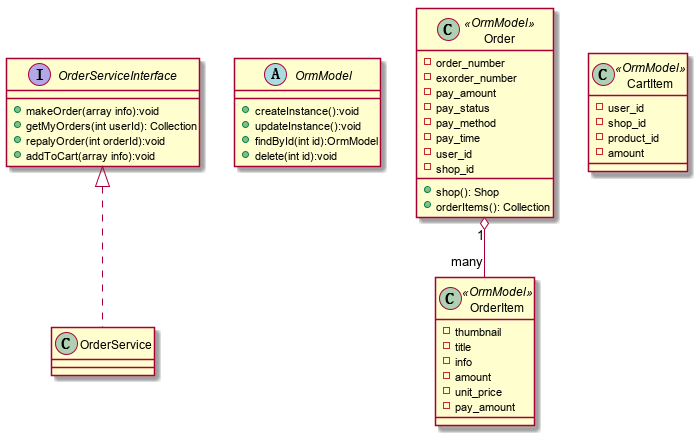 I OrderServiceInterface
makeOrder(array info):void
getMyOrders(int userId): Collection
repalyOrder(int orderId):void
addToCart(array info):void
A OrmModel
createInstance():void
updateInstance():void
findById(int id):OrmModel
delete(int id):void
«OrmModel»
C Order
order_number
exorder_number
pay_amount
pay_status
pay_method
pay_time
user_id
shop_id
shop(): Shop
orderItems(): Collection
«OrmModel»
C CartItem
user_id
shop_id
product_id
amount
1
many
C OrderService
«OrmModel»
C OrderItem
thumbnail
title
info
amount
unit_price
pay_amount